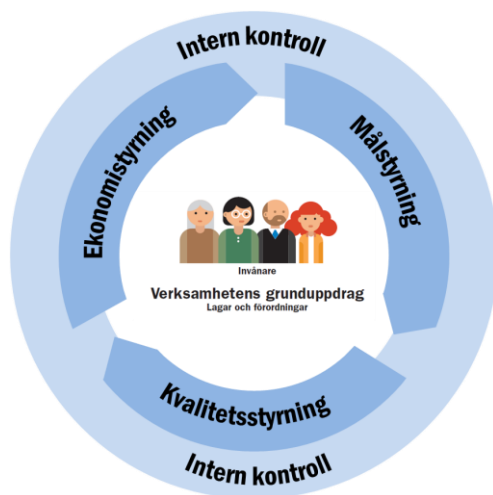 Intern kontroll
Ekonomistyrning
Målstyrning
Invånare
Verksamhetens grunduppdrag
Lagar och förordningar
Kvalitetsstyrning
Intern kontroll